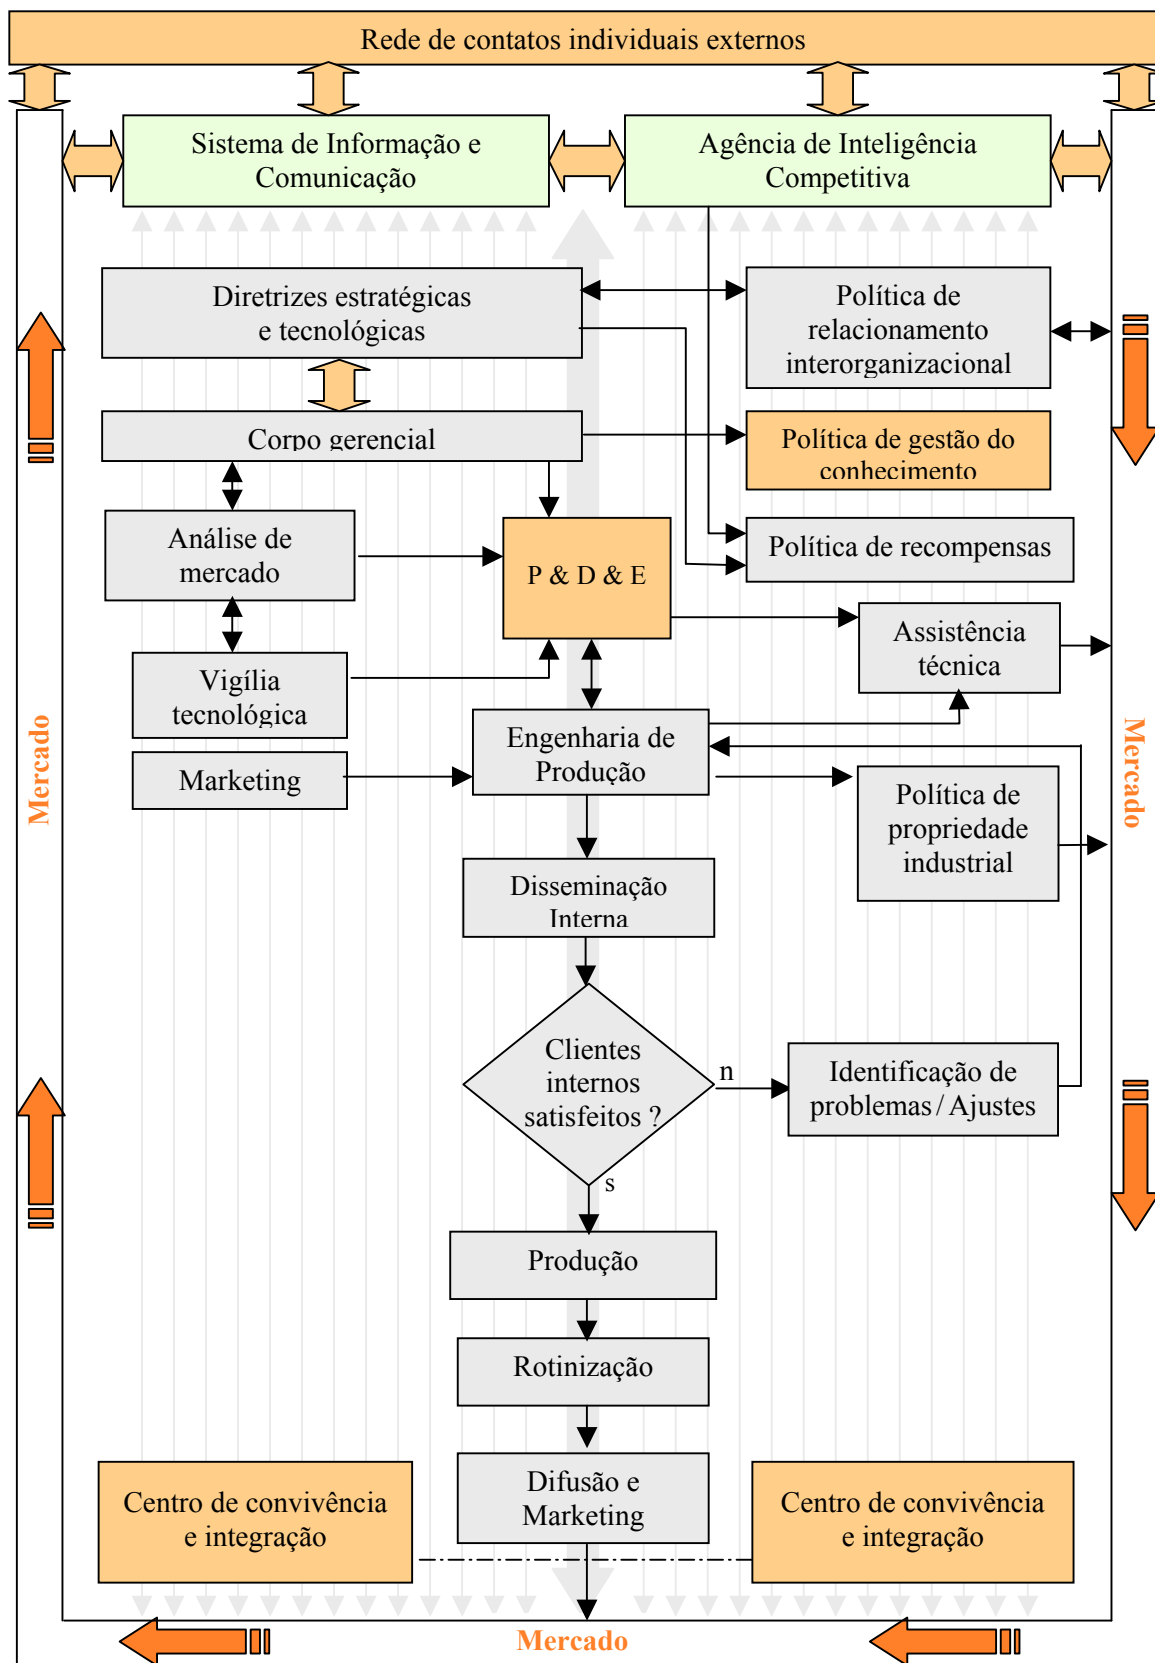 Rede de contatos individuais externos
Sistema de Informação e
Comunicação
Agência de Inteligência
Competitiva
Diretrizes estratégicas
e tecnológicas
Política de
relacionamento
interorganizacional
Corpo gerencial
Política de gestão do
conhecimento
Análise de
mercado
P & D & E
Política de recompensas
Assistência
técnica
Vigília
tecnológica
Mercado
Mercado
Engenharia de
Produção
Marketing
Política de
propriedade
industrial
Disseminação
Interna
Clientes
internos
satisfeitos ?
n
Identificação de
problemas / Ajustes
s
Produção
Rotinização
Difusão e
Marketing
Centro de convivência
e integração
Centro de convivência
e integração
Mercado